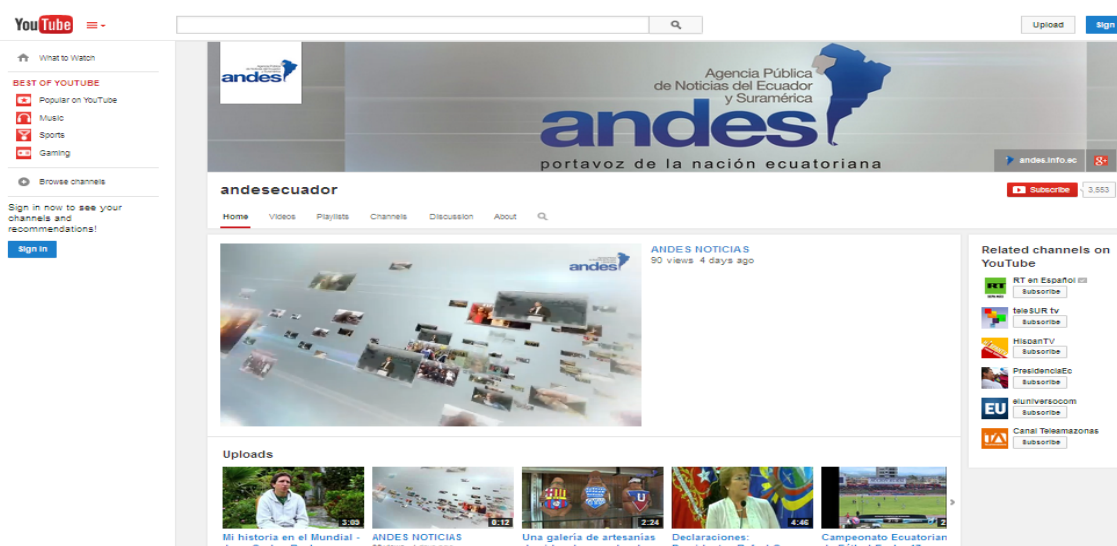 YouTube
Upload
Sign
What to Watch
BEST OF YOUTUBE
Popular on YouTube
Music
Sports
Gaming
Browse channels
Sign in now to see your
channels and
recommendations!
Sign in
Agencia Pública
de Noticias del Ecuador
y Suramérica
andes
andes
portavoz de la nación ecuatoriana
andes.info.ec
andesecuador
Subscribe
3,553
Home Videos Playlists Channels Discussion About
andes
ANDES NOTICIAS
90 views 4 days ago
Related channels on
YouTube
RT en Español
Subscribe
teleSUR tv
Subscribe
HispanTV
Subscribe
PresidenciaEc
Subscribe
EU
eluniversocom
Subscribe
Canal Teleamazonas
Subscribe
Uploads
3:05
0:12
2:24
4:46
2
Mi historia en el Mundial -
ANDES NOTICIAS
Una galería de artesanías
Declaraciones:
Campeonato Ecuatorian